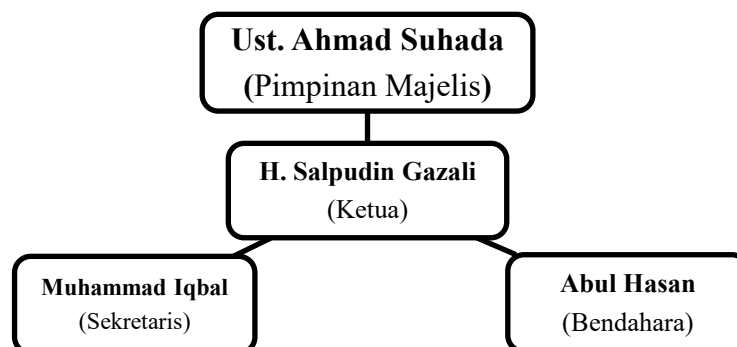 Ust. Ahmad Suhada
(Pimpinan Majelis)
H. Salpudin Gazali
(Ketua)
Muhammad Iqbal
(Sekretaris)
Abul Hasan
(Bendahara)